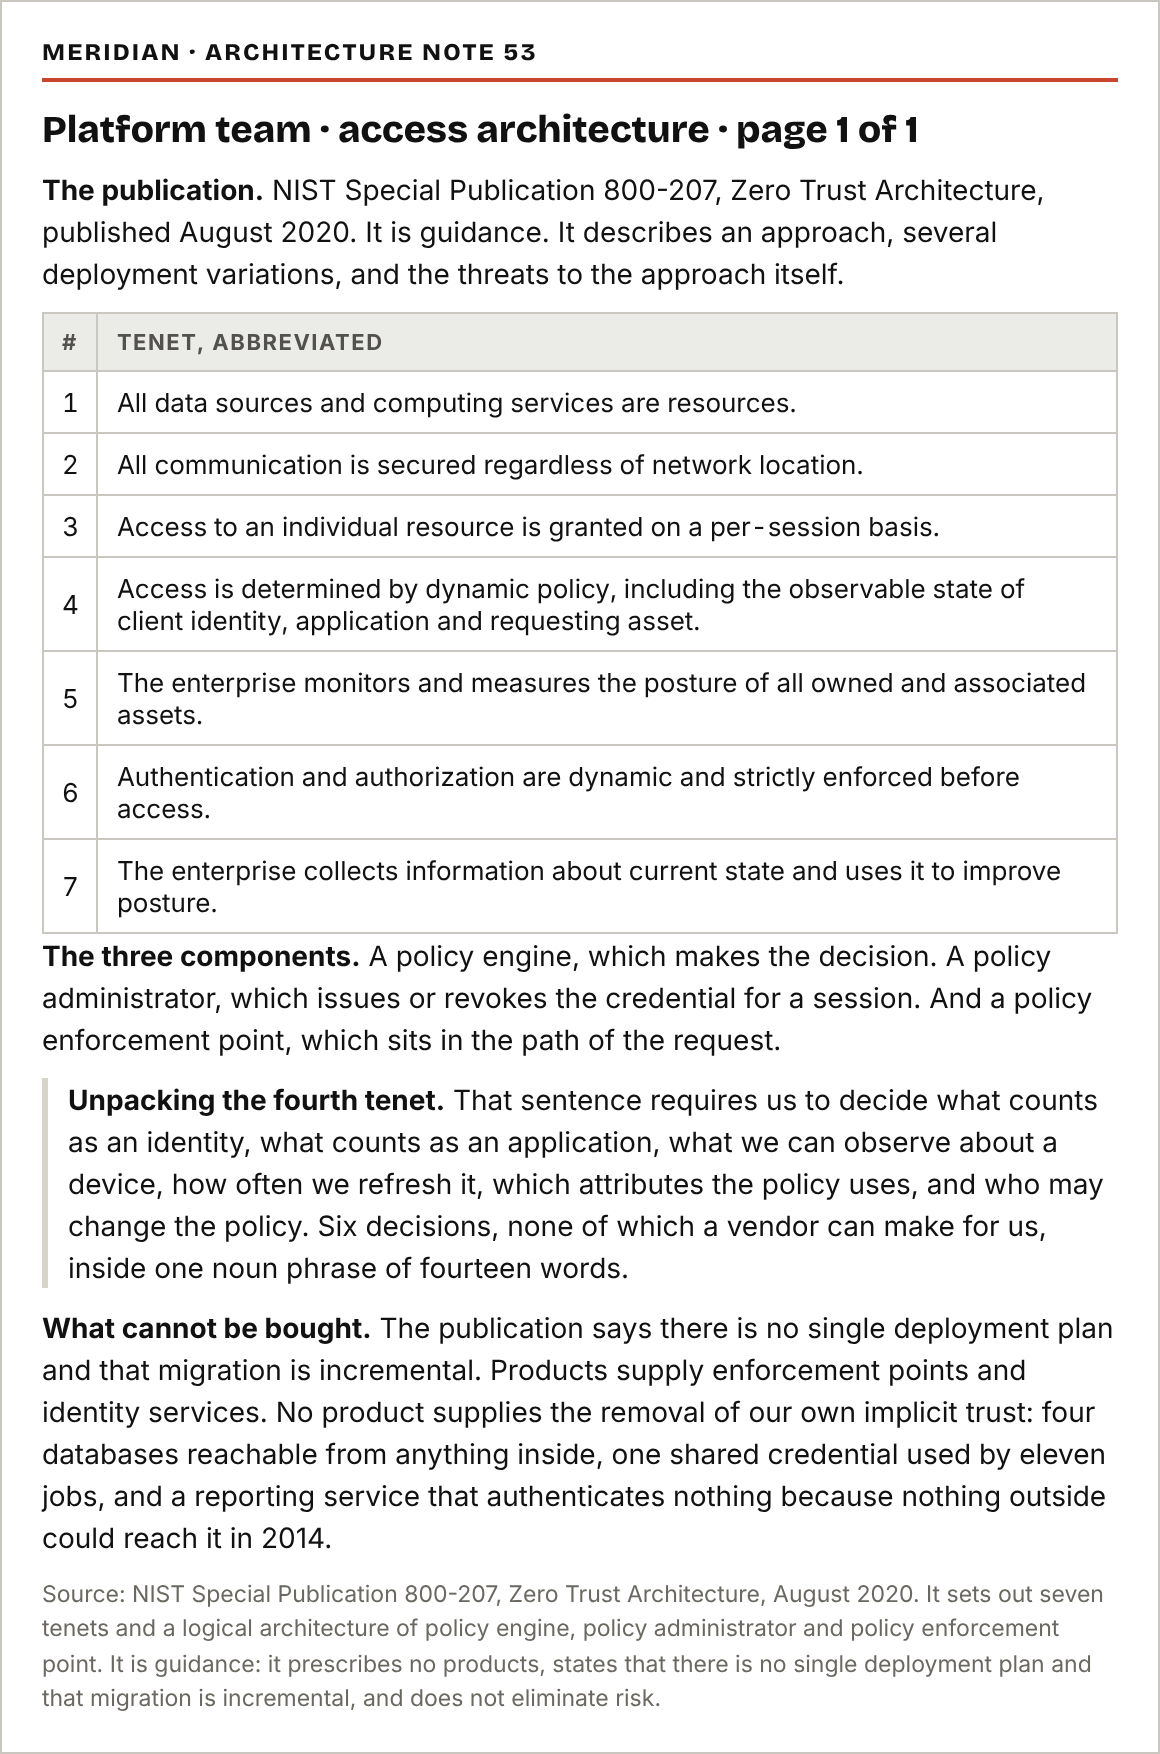 MERIDIAN · ARCHITECTURE NOTE 53
Platform team · access architecture · page 1 of 1
The publication. NIST Special Publication 800-207, Zero Trust Architecture,
published August 2020. It is guidance. It describes an approach, several
deployment variations, and the threats to the approach itself.
# TENET, ABBREVIATED
1 All data sources and computing services are resources.
2 All communication is secured regardless of network location.
3 Access to an individual resource is granted on a per-session basis.
4 Access is determined by dynamic policy, including the observable state of
client identity, application and requesting asset.
5 The enterprise monitors and measures the posture of all owned and associated
assets.
6 Authentication and authorization are dynamic and strictly enforced before
access.
7 The enterprise collects information about current state and uses it to improve
posture.
The three components. A policy engine, which makes the decision. A policy
administrator, which issues or revokes the credential for a session. And a policy
enforcement point, which sits in the path of the request.
Unpacking the fourth tenet. That sentence requires us to decide what counts
as an identity, what counts as an application, what we can observe about a
device, how often we refresh it, which attributes the policy uses, and who may
change the policy. Six decisions, none of which a vendor can make for us,
inside one noun phrase of fourteen words.
What cannot be bought. The publication says there is no single deployment plan
and that migration is incremental. Products supply enforcement points and
identity services. No product supplies the removal of our own implicit trust: four
databases reachable from anything inside, one shared credential used by eleven
jobs, and a reporting service that authenticates nothing because nothing outside
could reach it in 2014.
Source: NIST Special Publication 800-207, Zero Trust Architecture, August 2020. It sets out seven
tenets and a logical architecture of policy engine, policy administrator and policy enforcement
point. It is guidance: it prescribes no products, states that there is no single deployment plan and
that migration is incremental, and does not eliminate risk.